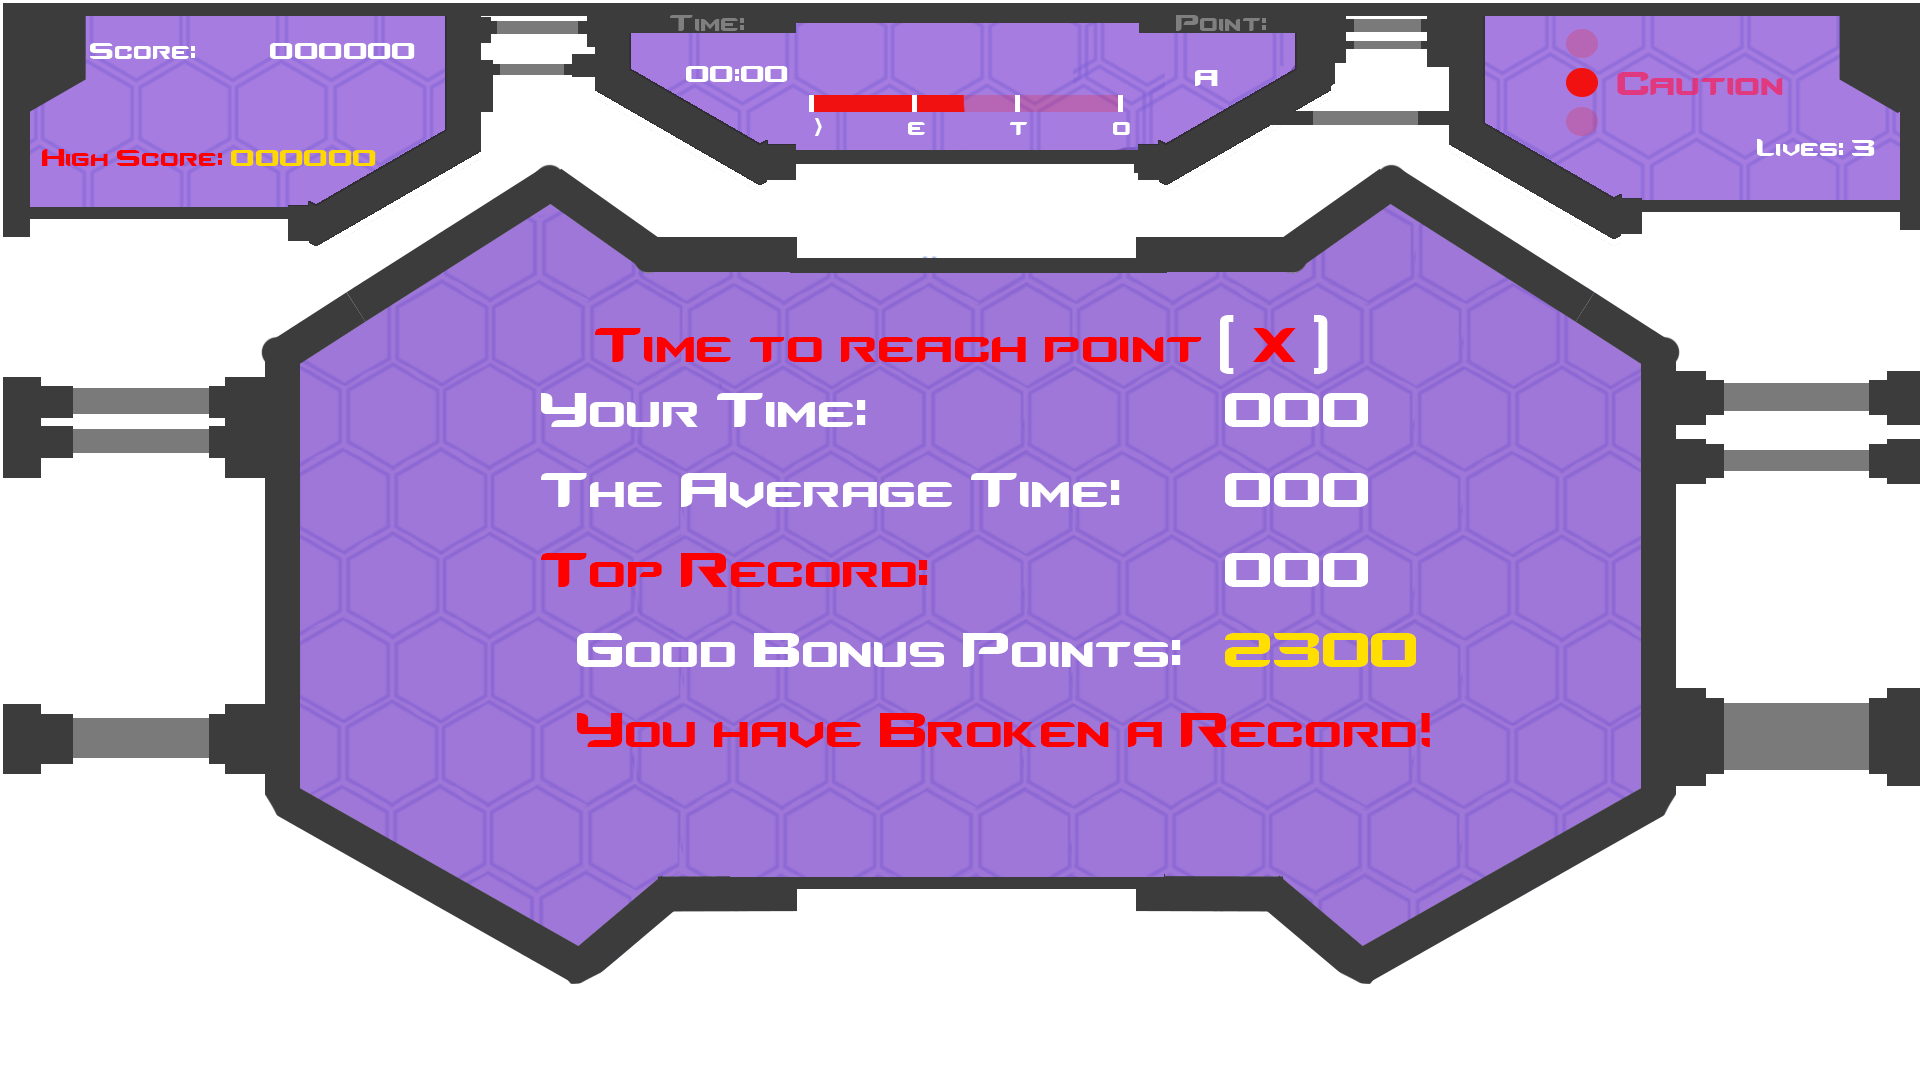 Time:
Point:
Score: 000000
00:00
A
Caution
E T O
Lives: 3
High Score: 000000
Time to reach point [ X ]
Your Time: 000
The Average Time: 000
Top Record: 000
Good Bonus Points: 2300
You have Broken a Record!